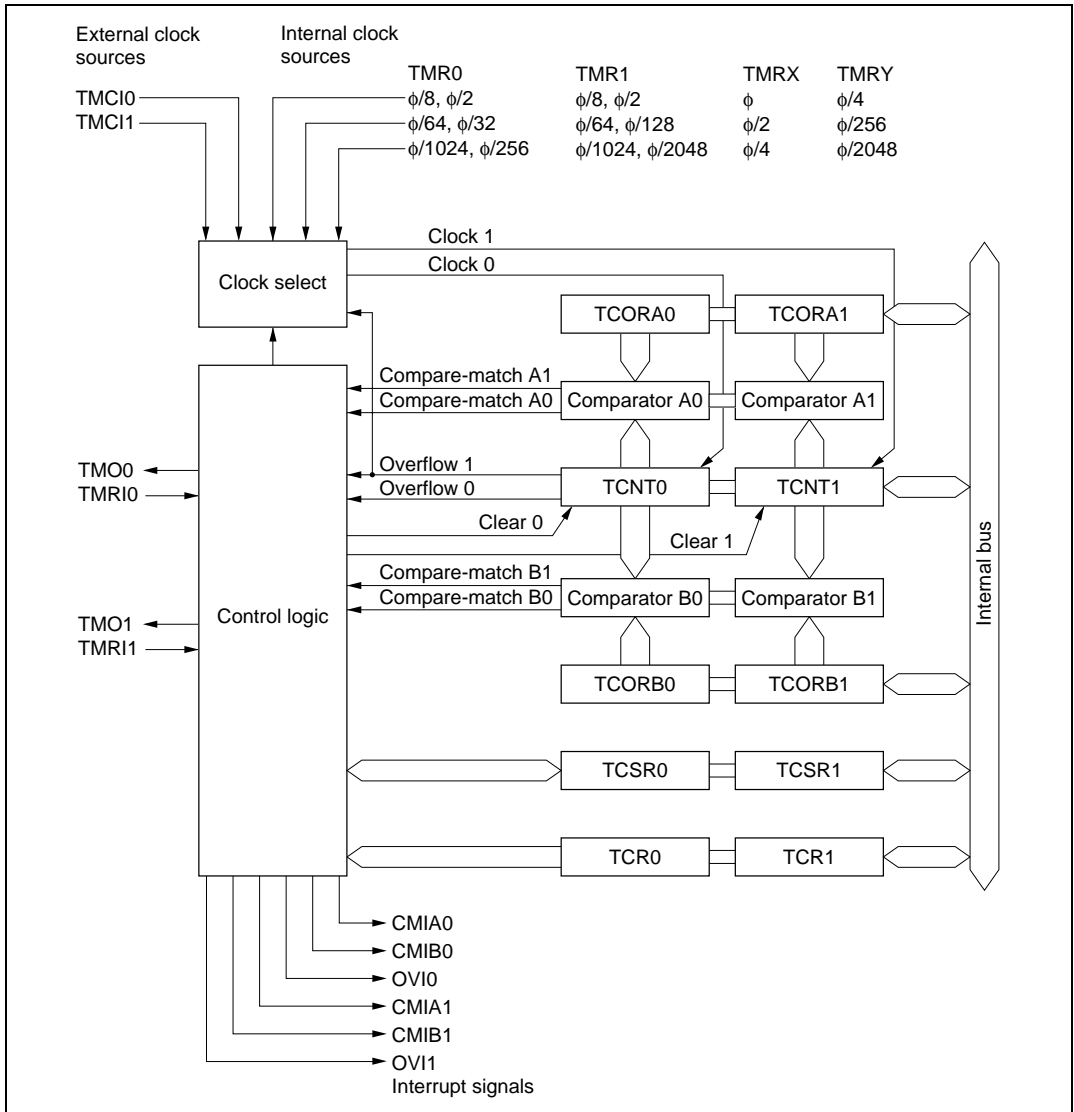 External clock
sources
Internal clock
sources
TMR0 TMR1 TMRX TMRY
TMCI0 ϕ/8, ϕ/2 ϕ/8, ϕ/2 ϕ ϕ/4
TMCI1 ϕ/64, ϕ/32 ϕ/64, ϕ/128 ϕ/2 ϕ/256
ϕ/1024, ϕ/256 ϕ/1024, ϕ/2048 ϕ/4 ϕ/2048
Clock 1
Clock 0
Clock select
TCORA0 TCORA1
Compare-match A1
Compare-match A0
Comparator A0 Comparator A1
TMO0
TMRI0
Overflow 1
Overflow 0
TCNT0 TCNT1
Clear 0
Clear 1
Compare-match B1
Compare-match B0
Comparator B0 Comparator B1
Control logic
TMO1
TMRI1
Internal bus
TCORB0 TCORB1
TCSR0 TCSR1
TCR0 TCR1
CMIA0
CMIB0
OVI0
CMIA1
CMIB1
OVI1
Interrupt signals